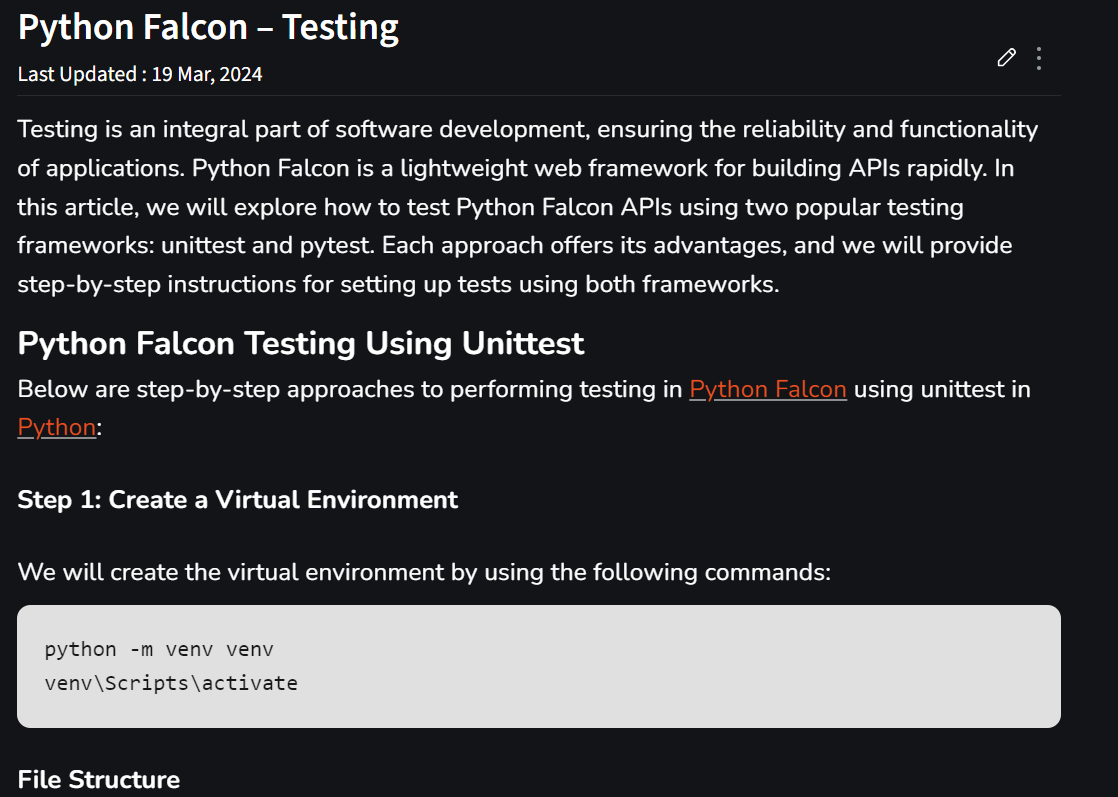 Python Falcon – Testing
Last Updated : 19 Mar, 2024
Testing is an integral part of software development, ensuring the reliability and functionality
of applications. Python Falcon is a lightweight web framework for building APIs rapidly. In
this article, we will explore how to test Python Falcon APIs using two popular testing
frameworks: unittest and pytest. Each approach offers its advantages, and we will provide
step-by-step instructions for setting up tests using both frameworks.
Python Falcon Testing Using Unittest
Below are step-by-step approaches to performing testing in Python Falcon using unittest in
Python:
Step 1: Create a Virtual Environment
We will create the virtual environment by using the following commands:
python -m venv venv
venv\Scripts\activate
File Structure